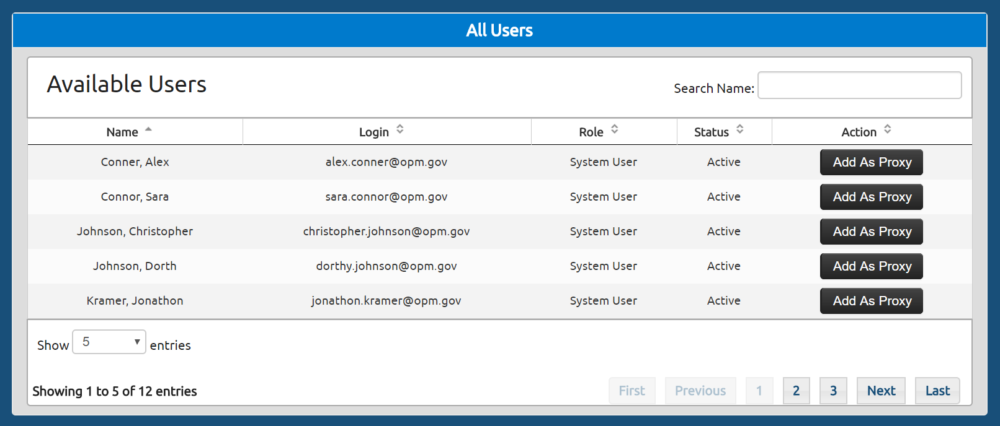 All Users
Available Users
Search Name:
Name Login Role Status Action
Conner, Alex alex.conner@opm.gov System User Active Add As Proxy
Connor, Sara sara.connor@opm.gov System User Active Add As Proxy
Johnson, Christopher christopher.johnson@opm.gov System User Active Add As Proxy
Johnson, Dorth dorthy.johnson@opm.gov System User Active Add As Proxy
Kramer, Jonathon jonathon.kramer@opm.gov System User Active Add As Proxy
Show 5 entries
Showing 1 to 5 of 12 entries First Previous 1 2 3 Next Last